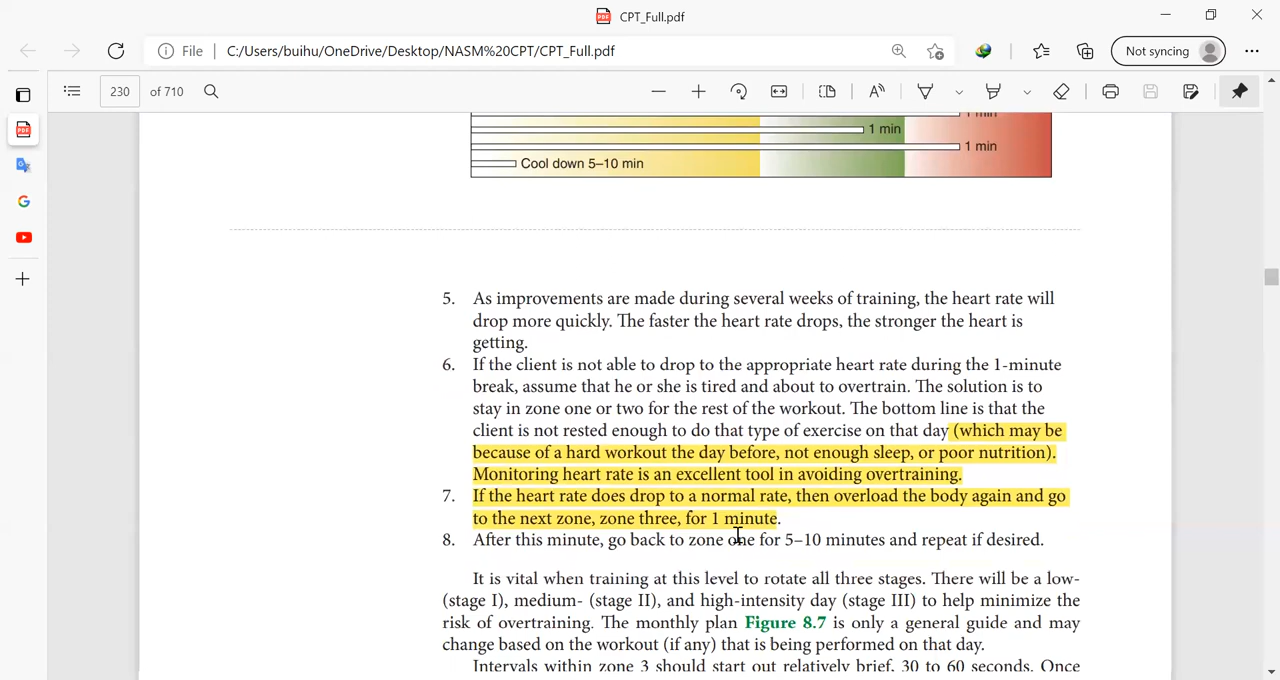 CPT_Full.pdf
File C:/Users/buihu/OneDrive/Desktop/NASM%20CPT/CPT_Full.pdf Not syncing
230 of 710
1 min
1 min
1 min
Cool down 5–10 min
5. As improvements are made during several weeks of training, the heart rate will
drop more quickly. The faster the heart rate drops, the stronger the heart is
getting.
6. If the client is not able to drop to the appropriate heart rate during the 1-minute
break, assume that he or she is tired and about to overtrain. The solution is to
stay in zone one or two for the rest of the workout. The bottom line is that the
client is not rested enough to do that type of exercise on that day (which may be
because of a hard workout the day before, not enough sleep, or poor nutrition).
Monitoring heart rate is an excellent tool in avoiding overtraining.
7. If the heart rate does drop to a normal rate, then overload the body again and go
to the next zone, zone three, for 1 minute.
8. After this minute, go back to zone one for 5–10 minutes and repeat if desired.
It is vital when training at this level to rotate all three stages. There will be a low-
(stage I), medium- (stage II), and high-intensity day (stage III) to help minimize the
risk of overtraining. The monthly plan Figure 8.7 is only a general guide and may
change based on the workout (if any) that is being performed on that day.
Intervals within zone 3 should start out relatively brief, 30 to 60 seconds. Once